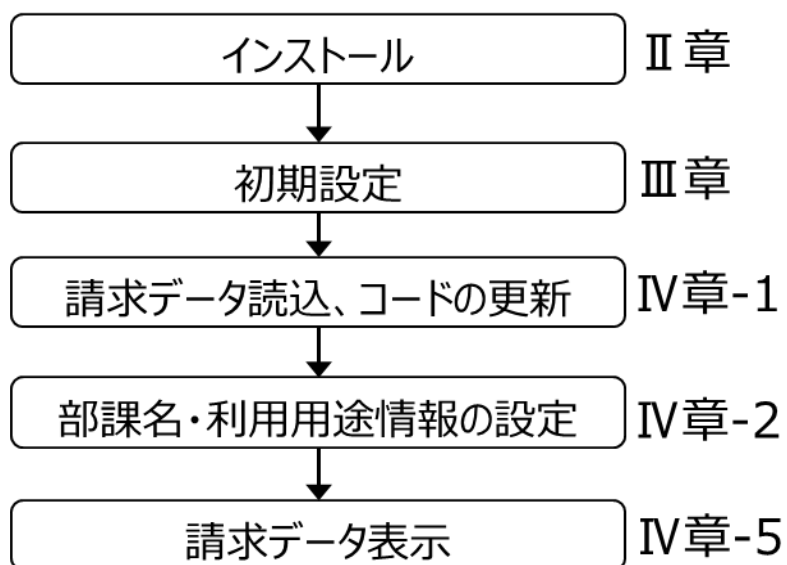 インストール Ⅱ章
初期設定 Ⅲ章
請求データ読込、コードの更新 Ⅳ章-1
部課名・利用用途情報の設定 Ⅳ章-2
請求データ表示 Ⅳ章-5